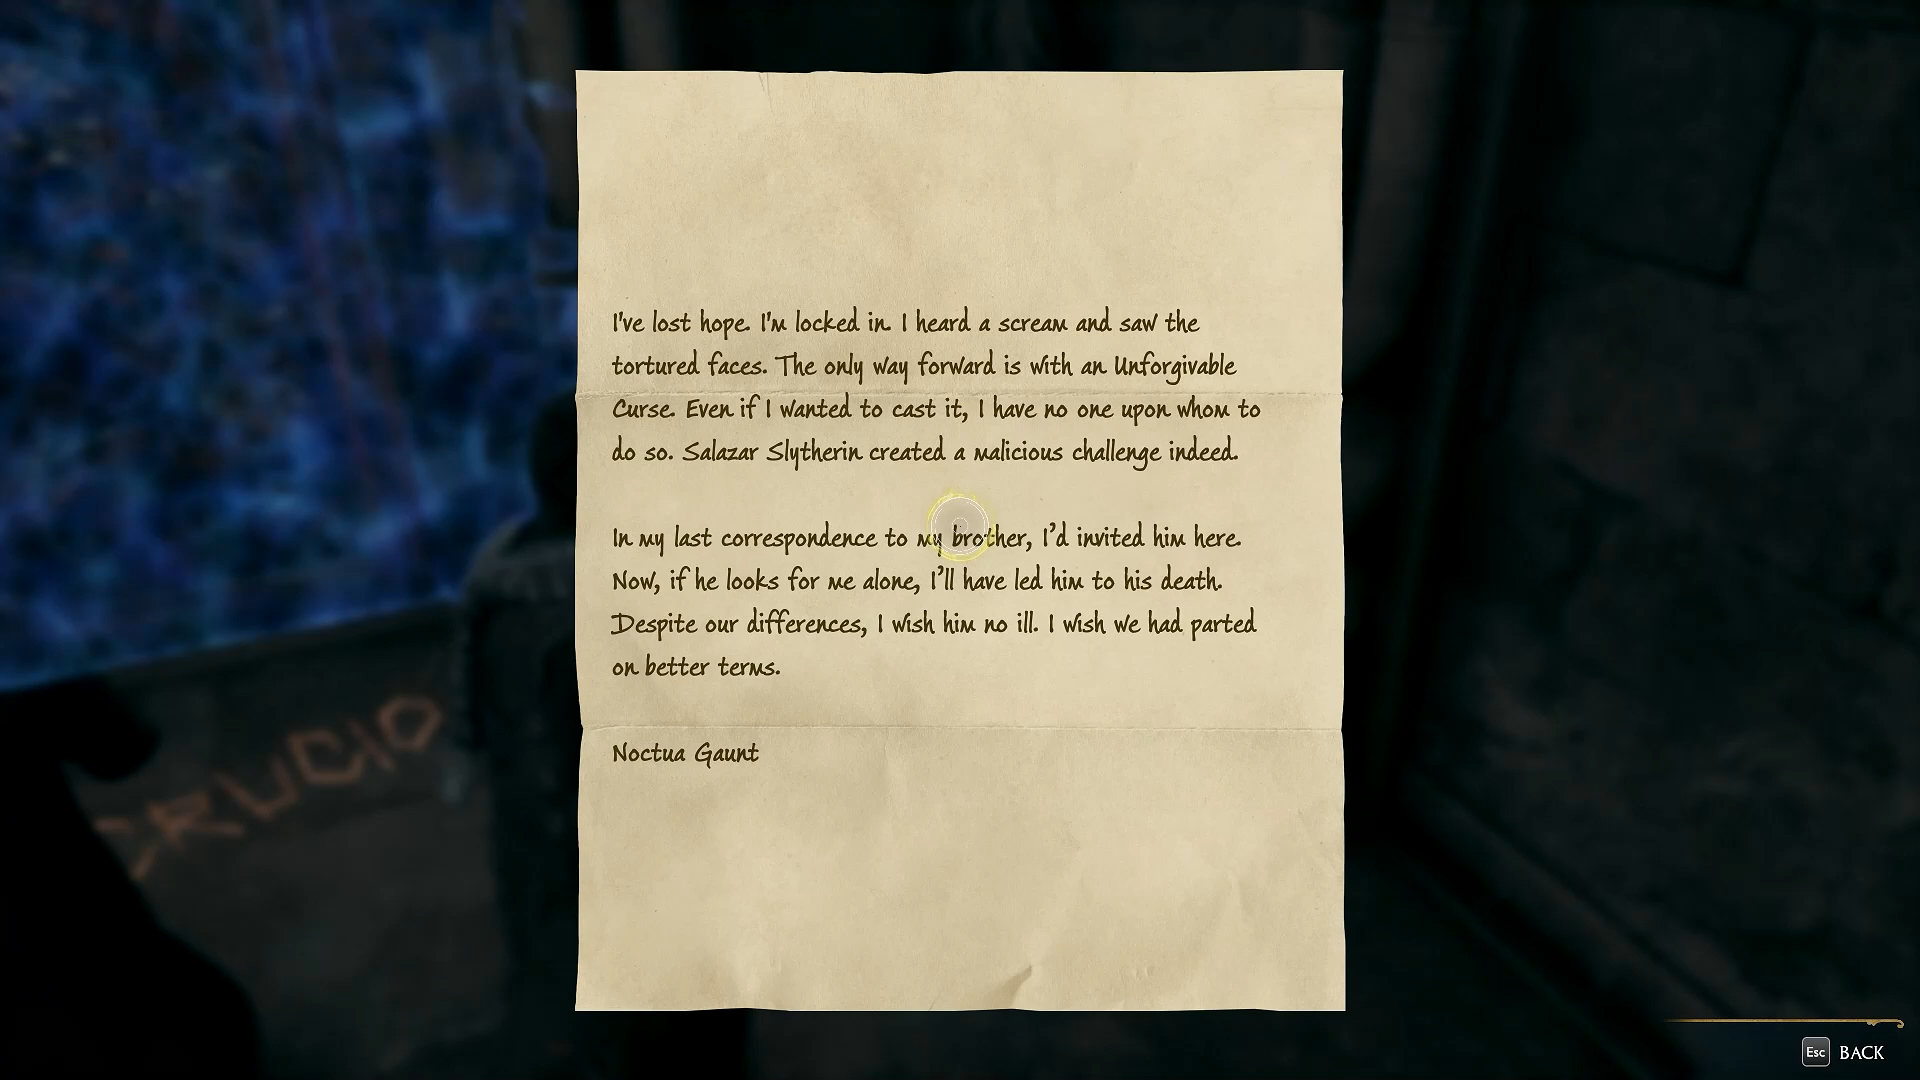 I've lost hope. I'm locked in. I heard a scream and saw the
tortured faces. The only way forward is with an Unforgivable
Curse. Even if I wanted to cast it, I have no one upon whom to
do so. Salazar Slytherin created a malicious challenge indeed.
In my last correspondence to my brother, I'd invited him here.
Now, if he looks for me alone, I'll have led him to his death.
Despite our differences, I wish him no ill. I wish we had parted
on better terms.
Noctua Gaunt
CRUCIO
Esc BACK